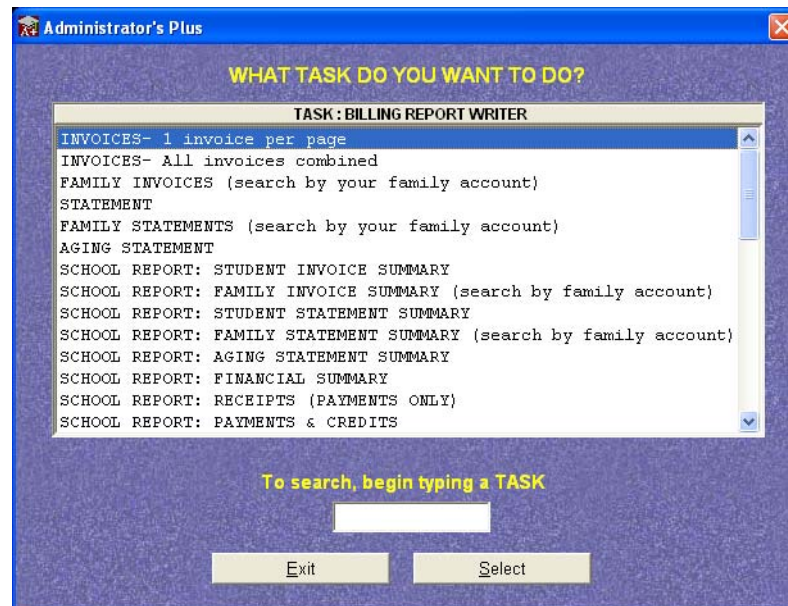 Administrator's Plus
WHAT TASK DO YOU WANT TO DO?
TASK : BILLING REPORT WRITER
INVOICES- 1 invoice per page
INVOICES- All invoices combined
FAMILY INVOICES (search by your family account)
STATEMENT
FAMILY STATEMENTS (search by your family account)
AGING STATEMENT
SCHOOL REPORT: STUDENT INVOICE SUMMARY
SCHOOL REPORT: FAMILY INVOICE SUMMARY (search by family account)
SCHOOL REPORT: STUDENT STATEMENT SUMMARY
SCHOOL REPORT: FAMILY STATEMENT SUMMARY (search by family account)
SCHOOL REPORT: AGING STATEMENT SUMMARY
SCHOOL REPORT: FINANCIAL SUMMARY
SCHOOL REPORT: RECEIPTS (PAYMENTS ONLY)
SCHOOL REPORT: PAYMENTS & CREDITS
To search, begin typing a TASK
Exit Select